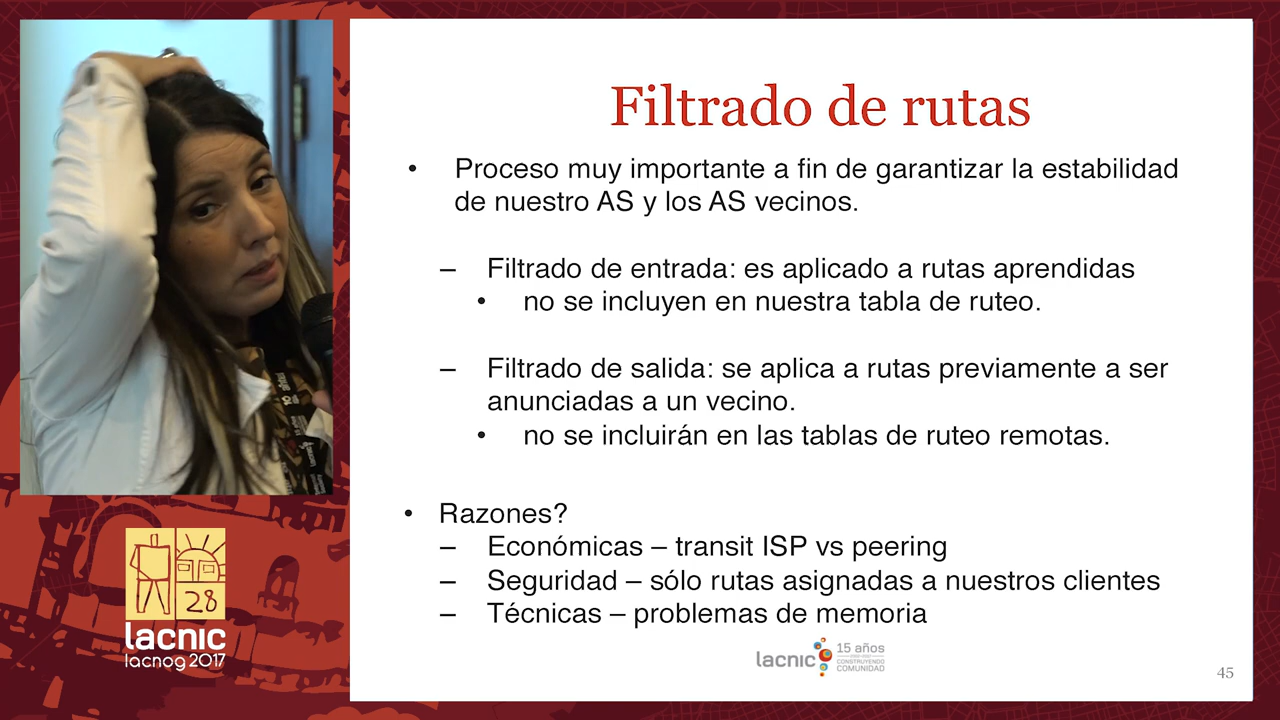 Filtrado de rutas
• Proceso muy importante a fin de garantizar la estabilidad
de nuestro AS y los AS vecinos.
– Filtrado de entrada: es aplicado a rutas aprendidas
• no se incluyen en nuestra tabla de ruteo.
– Filtrado de salida: se aplica a rutas previamente a ser
anunciadas a un vecino.
• no se incluirán en las tablas de ruteo remotas.
• Razones?
– Económicas – transit ISP vs peering
– Seguridad – sólo rutas asignadas a nuestros clientes
– Técnicas – problemas de memoria
28
lacnic
lacnog 2017
lacnic
15 años
CONSTRUYENDO
COMUNIDAD
45